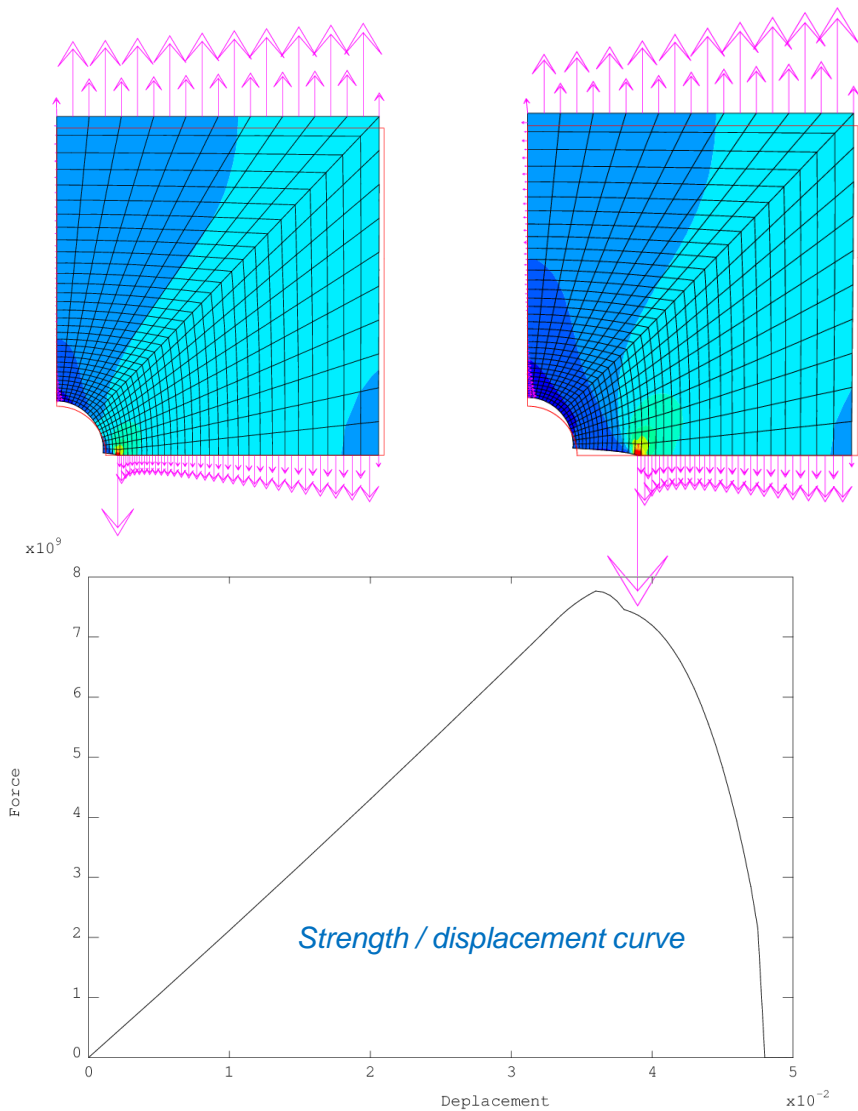 x10⁹
8
7
6
5
4
3
2
1
0
Force
Strength / displacement curve
0 1 2 3 4 5
Deplacement x10⁻²